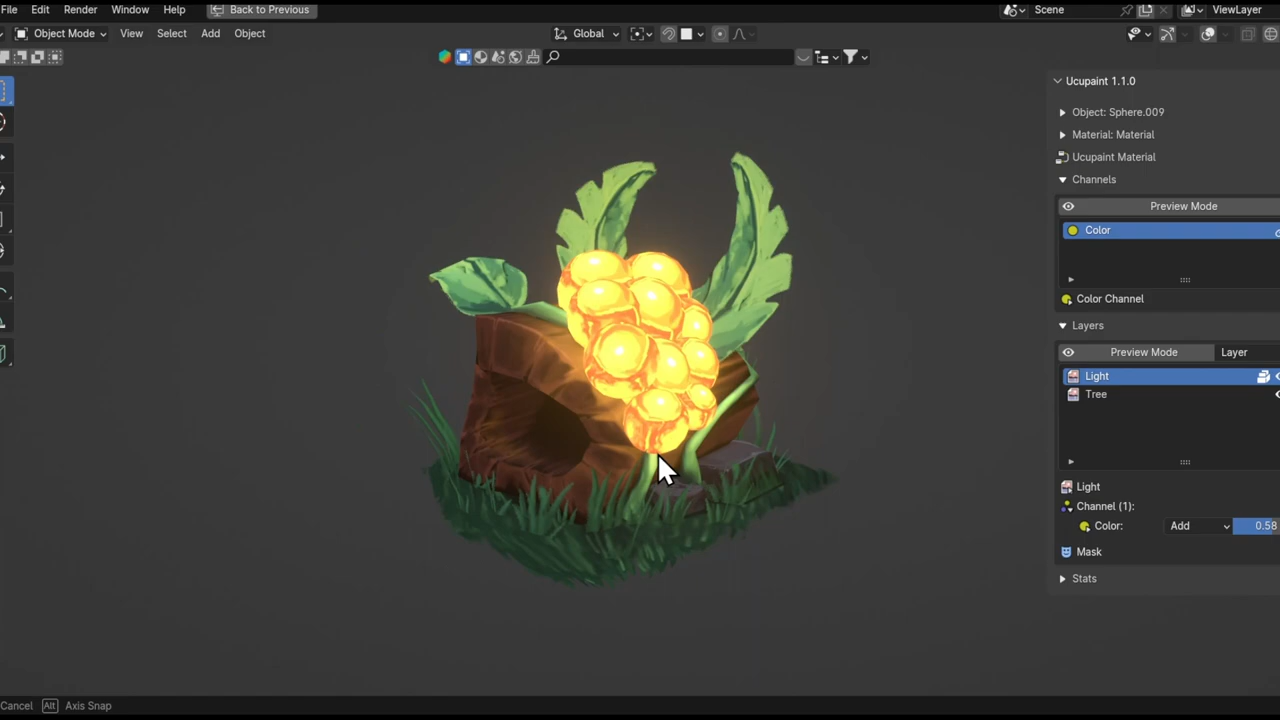 File Edit Render Window Help Back to Previous Scene ViewLayer
Object Mode View Select Add Object Global
Ucupaint 1.1.0
Object: Sphere.009
Material: Material
Ucupaint Material
Channels
Preview Mode
Color
Color Channel
Layers
Preview Mode Layer
Light
Tree
Light
Channel (1):
Color: Add 0.58
Mask
Stats
Cancel Alt Axis Snap